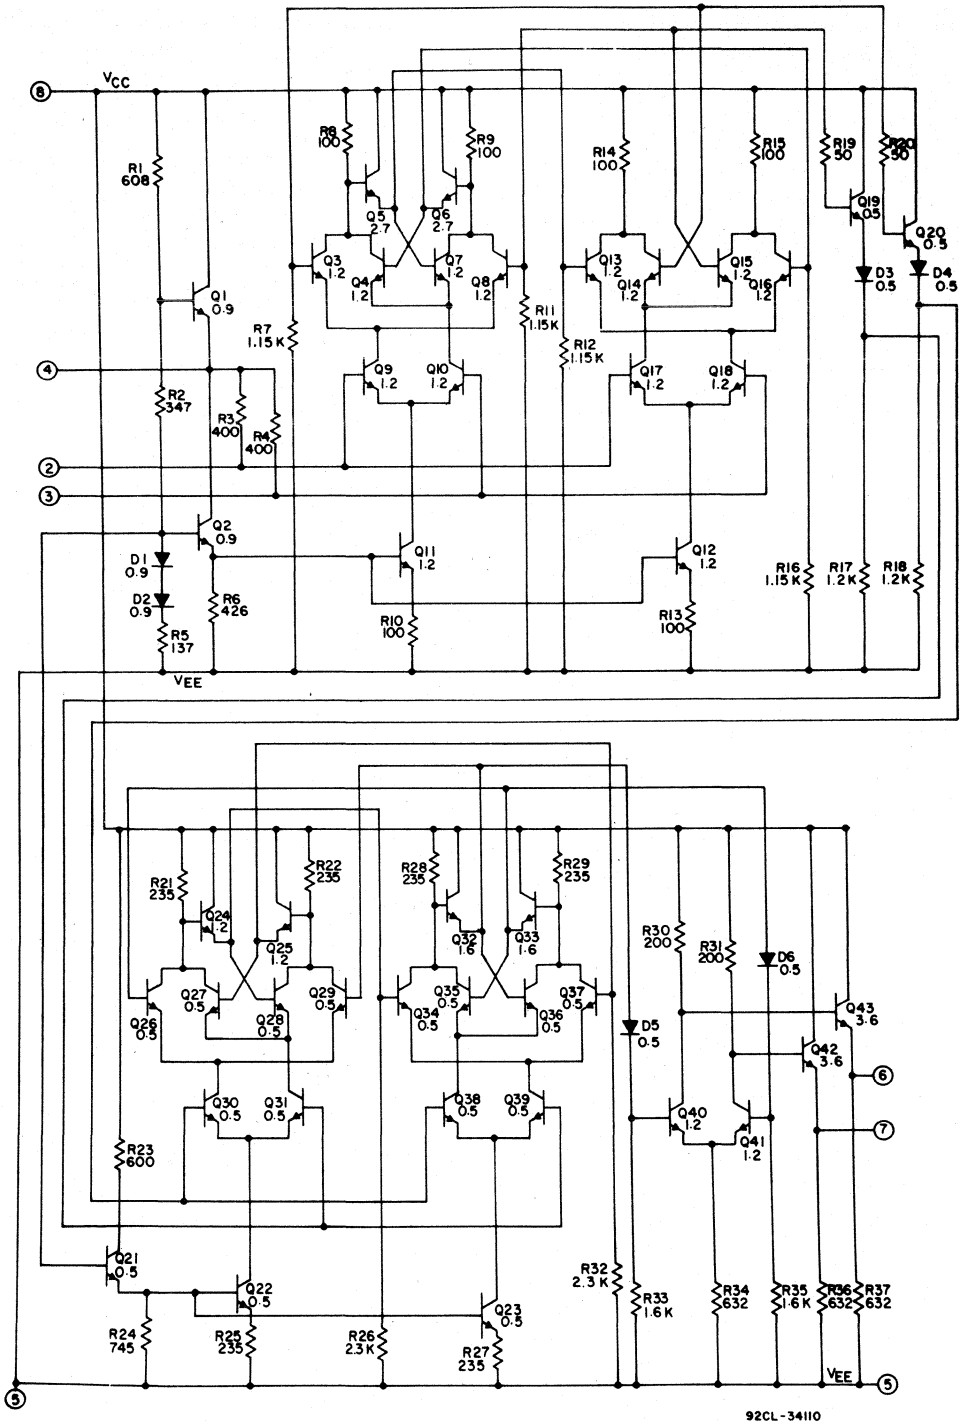 8
VCC
R1
608
R8
100
R9
100
R14
100
R15
100
R19
50
R20
50
Q5
2.7
Q6
2.7
Q19
0.5
Q20
0.5
D3
0.5
D4
0.5
Q3
1.2
Q4
1.2
Q7
1.2
Q8
1.2
Q13
1.2
Q14
1.2
Q15
1.2
Q16
1.2
Q1
0.9
R7
1.15K
R11
1.15K
R12
1.15K
4
R2
347
R3
400
R4
400
Q9
1.2
Q10
1.2
Q17
1.2
Q18
1.2
2
3
Q2
0.9
D1
0.9
D2
0.9
R5
137
R6
426
Q11
1.2
R10
100
Q12
1.2
R13
100
R16
1.15K
R17
1.2K
R18
1.2K
VEE
R21
235
R22
235
R28
235
R29
235
Q24
1.2
Q25
1.2
Q32
1.6
Q33
1.6
R30
200
R31
200
D6
0.5
Q26
0.5
Q27
0.5
Q28
0.5
Q29
0.5
Q34
0.5
Q35
0.5
Q36
0.5
Q37
0.5
D5
0.5
Q43
3.6
Q42
3.6
6
Q30
0.5
Q31
0.5
Q38
0.5
Q39
0.5
Q40
1.2
Q41
1.2
7
R23
600
Q21
0.5
Q22
0.5
Q23
0.5
R24
745
R25
235
R26
2.3K
R27
235
R32
2.3K
R33
1.6K
R34
632
R35
1.6K
R36
632
R37
632
5
VEE
5
92CL-34110